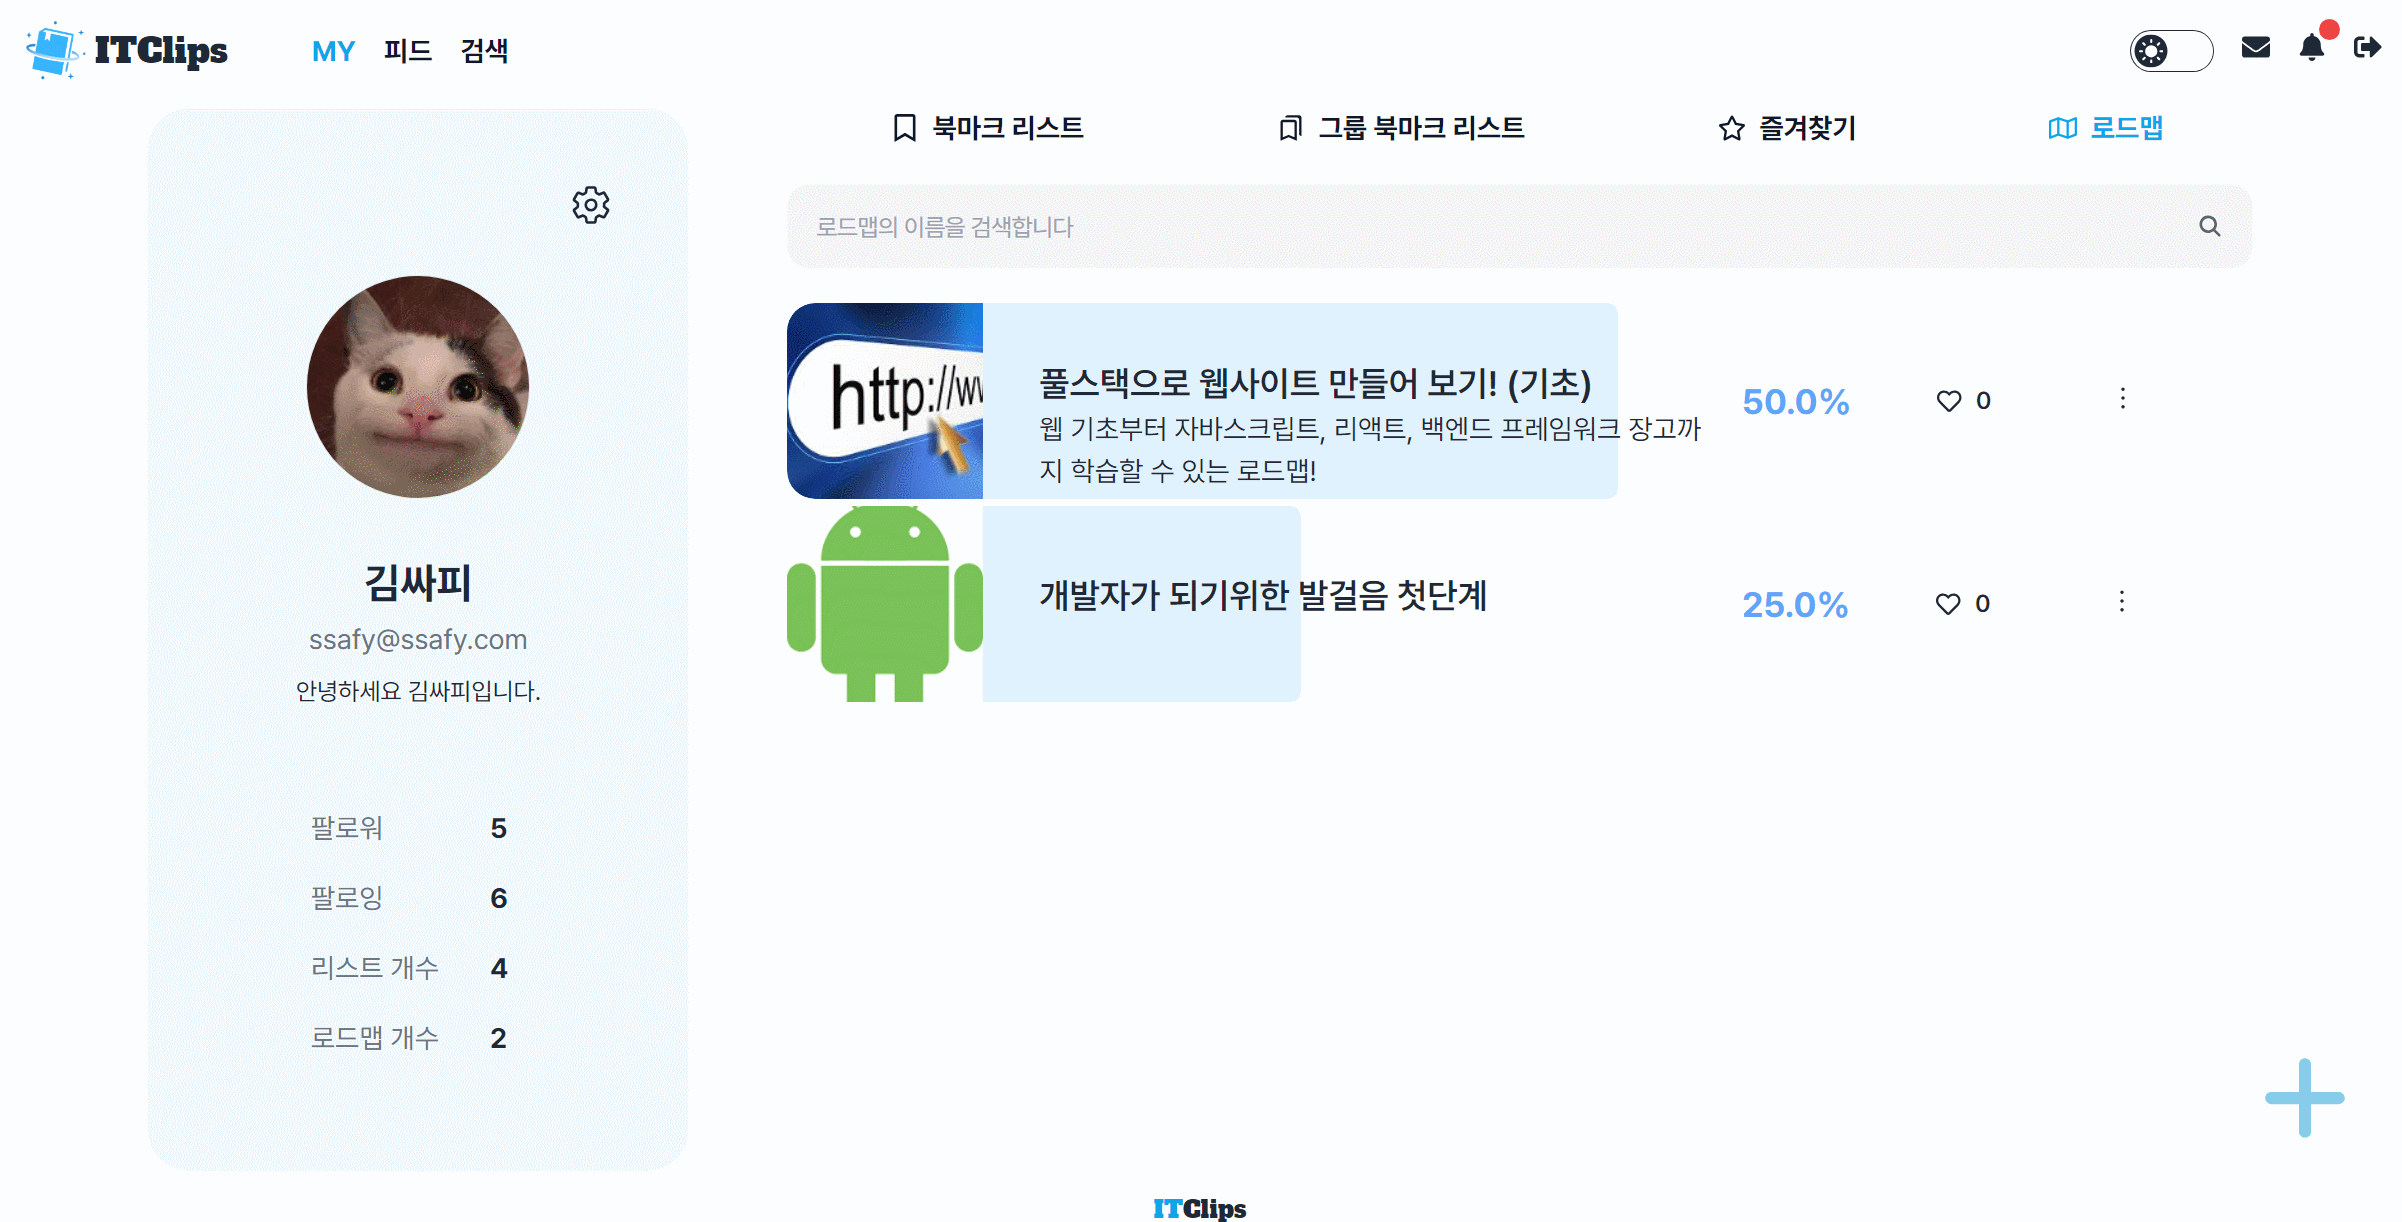 ITClips
MY 피드 검색
북마크 리스트 그룹 북마크 리스트 즐겨찾기 로드맵
로드맵의 이름을 검색합니다
김싸피
ssafy@ssafy.com
안녕하세요 김싸피입니다.
팔로워 5
팔로잉 6
리스트 개수 4
로드맵 개수 2
http://ww
풀스택으로 웹사이트 만들어 보기! (기초)
웹 기초부터 자바스크립트, 리액트, 백엔드 프레임워크 장고까
지 학습할 수 있는 로드맵!
50.0% 0
개발자가 되기위한 발걸음 첫단계
25.0% 0
ITClips